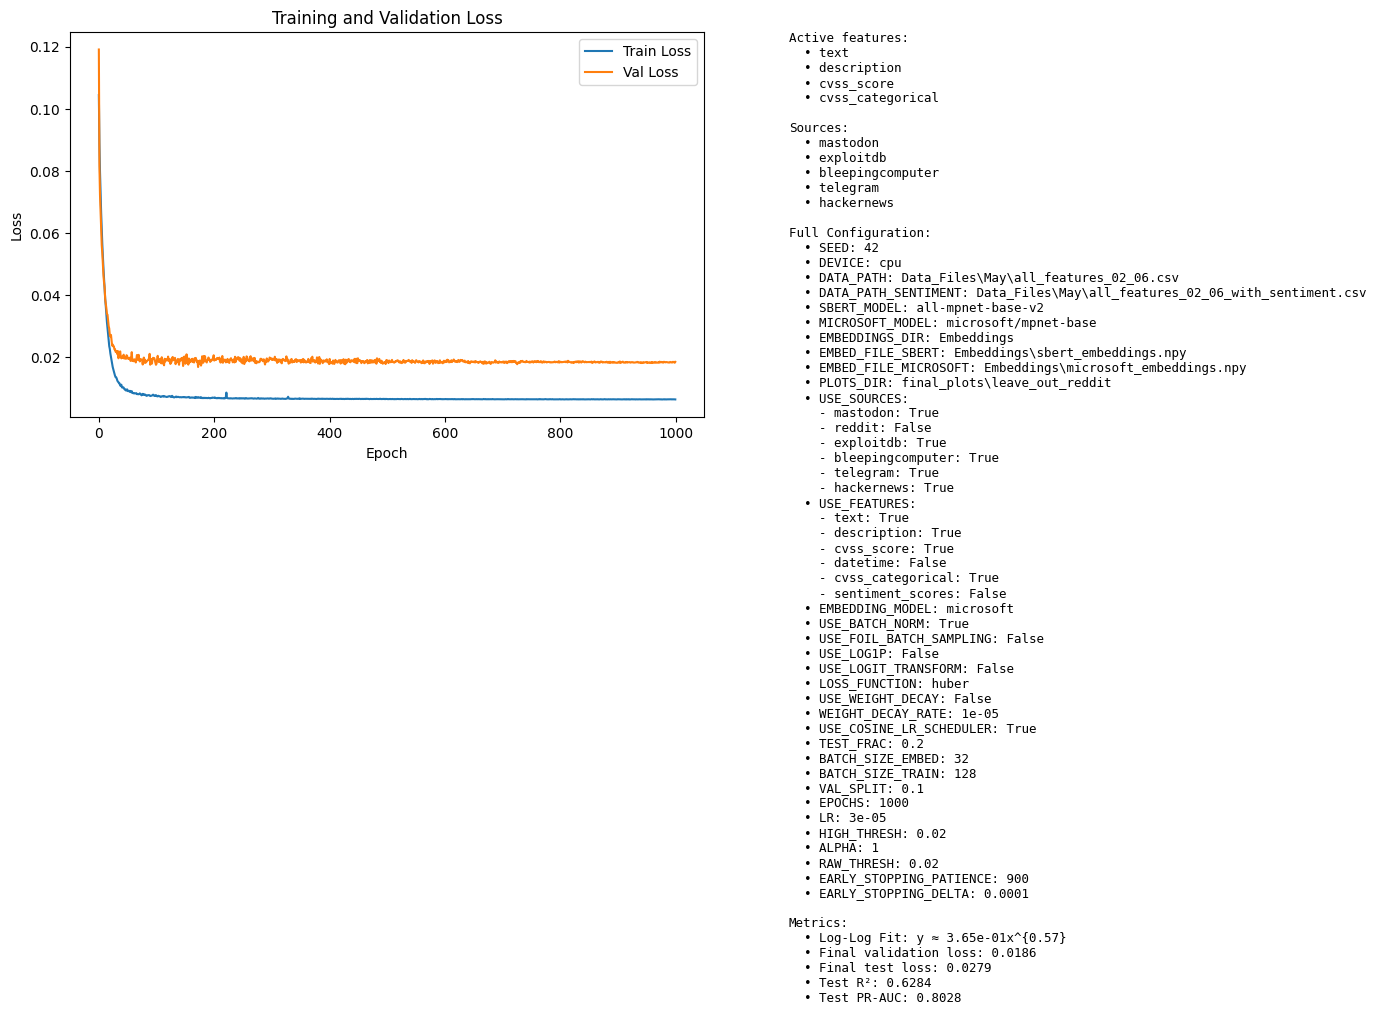 Training and Validation Loss
Train Loss
Val Loss
0.12
0.10
0.08
0.06
0.04
0.02
Loss
0
200
400
600
800
1000
Epoch
Active features:
• text
• description
• cvss_score
• cvss_categorical
Sources:
• mastodon
• exploitdb
• bleepingcomputer
• telegram
• hackernews
Full Configuration:
• SEED: 42
• DEVICE: cpu
• DATA_PATH: Data_Files\May\all_features_02_06.csv
• DATA_PATH_SENTIMENT: Data_Files\May\all_features_02_06_with_sentiment.csv
• SBERT_MODEL: all-mpnet-base-v2
• MICROSOFT_MODEL: microsoft/mpnet-base
• EMBEDDINGS_DIR: Embeddings
• EMBED_FILE_SBERT: Embeddings\sbert_embeddings.npy
• EMBED_FILE_MICROSOFT: Embeddings\microsoft_embeddings.npy
• PLOTS_DIR: final_plots\leave_out_reddit
• USE_SOURCES:
- mastodon: True
- reddit: False
- exploitdb: True
- bleepingcomputer: True
- telegram: True
- hackernews: True
• USE_FEATURES:
- text: True
- description: True
- cvss_score: True
- datetime: False
- cvss_categorical: True
- sentiment_scores: False
• EMBEDDING_MODEL: microsoft
• USE_BATCH_NORM: True
• USE_FOIL_BATCH_SAMPLING: False
• USE_LOG1P: False
• USE_LOGIT_TRANSFORM: False
• LOSS_FUNCTION: huber
• USE_WEIGHT_DECAY: False
• WEIGHT_DECAY_RATE: 1e-05
• USE_COSINE_LR_SCHEDULER: True
• TEST_FRAC: 0.2
• BATCH_SIZE_EMBED: 32
• BATCH_SIZE_TRAIN: 128
• VAL_SPLIT: 0.1
• EPOCHS: 1000
• LR: 3e-05
• HIGH_THRESH: 0.02
• ALPHA: 1
• RAW_THRESH: 0.02
• EARLY_STOPPING_PATIENCE: 900
• EARLY_STOPPING_DELTA: 0.0001
Metrics:
• Log-Log Fit: y ≈ 3.65e-01x^{0.57}
• Final validation loss: 0.0186
• Final test loss: 0.0279
• Test R²: 0.6284
• Test PR-AUC: 0.8028